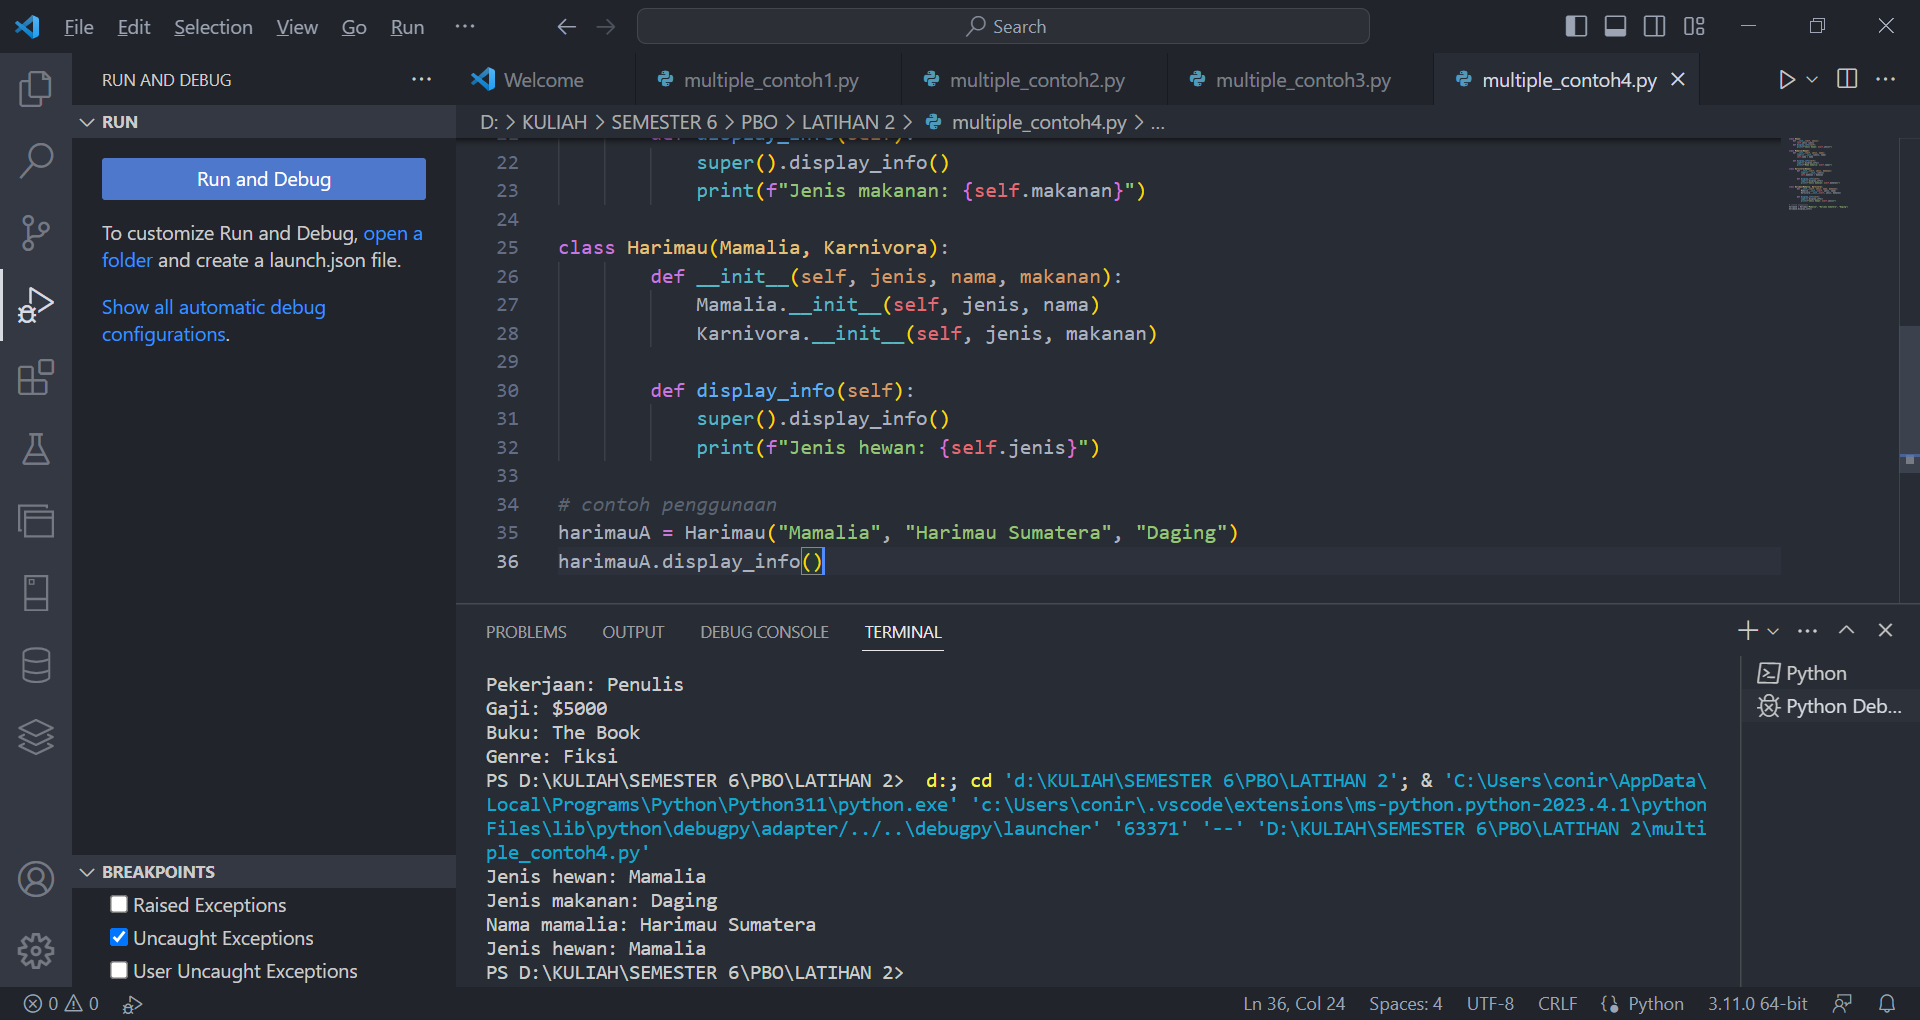 File Edit Selection View Go Run ... Search
RUN AND DEBUG ...
Welcome multiple_contoh1.py multiple_contoh2.py multiple_contoh3.py multiple_contoh4.py
RUN
D: > KULIAH > SEMESTER 6 > PBO > LATIHAN 2 > multiple_contoh4.py > ...
Run and Debug
To customize Run and Debug, open a
folder and create a launch.json file.
Show all automatic debug
configurations.
21 def display_info(self):
22 super().display_info()
23 print(f"Jenis makanan: {self.makanan}")
24
25 class Harimau(Mamalia, Karnivora):
26 def __init__(self, jenis, nama, makanan):
27 Mamalia.__init__(self, jenis, nama)
28 Karnivora.__init__(self, jenis, makanan)
29
30 def display_info(self):
31 super().display_info()
32 print(f"Jenis hewan: {self.jenis}")
33
34 # contoh penggunaan
35 harimauA = Harimau("Mamalia", "Harimau Sumatera", "Daging")
36 harimauA.display_info()
PROBLEMS OUTPUT DEBUG CONSOLE TERMINAL
Pekerjaan: Penulis
Gaji: $5000
Buku: The Book
Genre: Fiksi
PS D:\KULIAH\SEMESTER 6\PBO\LATIHAN 2>  d:; cd 'd:\KULIAH\SEMESTER 6\PBO\LATIHAN 2'; & 'C:\Users\conir\AppData\
Local\Programs\Python\Python311\python.exe' 'c:\Users\conir\.vscode\extensions\ms-python.python-2023.4.1\python
Files\lib\python\debugpy\adapter/../..\debugpy\launcher' '63371' '--' 'D:\KULIAH\SEMESTER 6\PBO\LATIHAN 2\multi
ple_contoh4.py'
Jenis hewan: Mamalia
Jenis makanan: Daging
Nama mamalia: Harimau Sumatera
Jenis hewan: Mamalia
PS D:\KULIAH\SEMESTER 6\PBO\LATIHAN 2>
Python
Python Deb...
BREAKPOINTS
Raised Exceptions
Uncaught Exceptions
User Uncaught Exceptions
0 0 Ln 36, Col 24 Spaces: 4 UTF-8 CRLF Python 3.11.0 64-bit